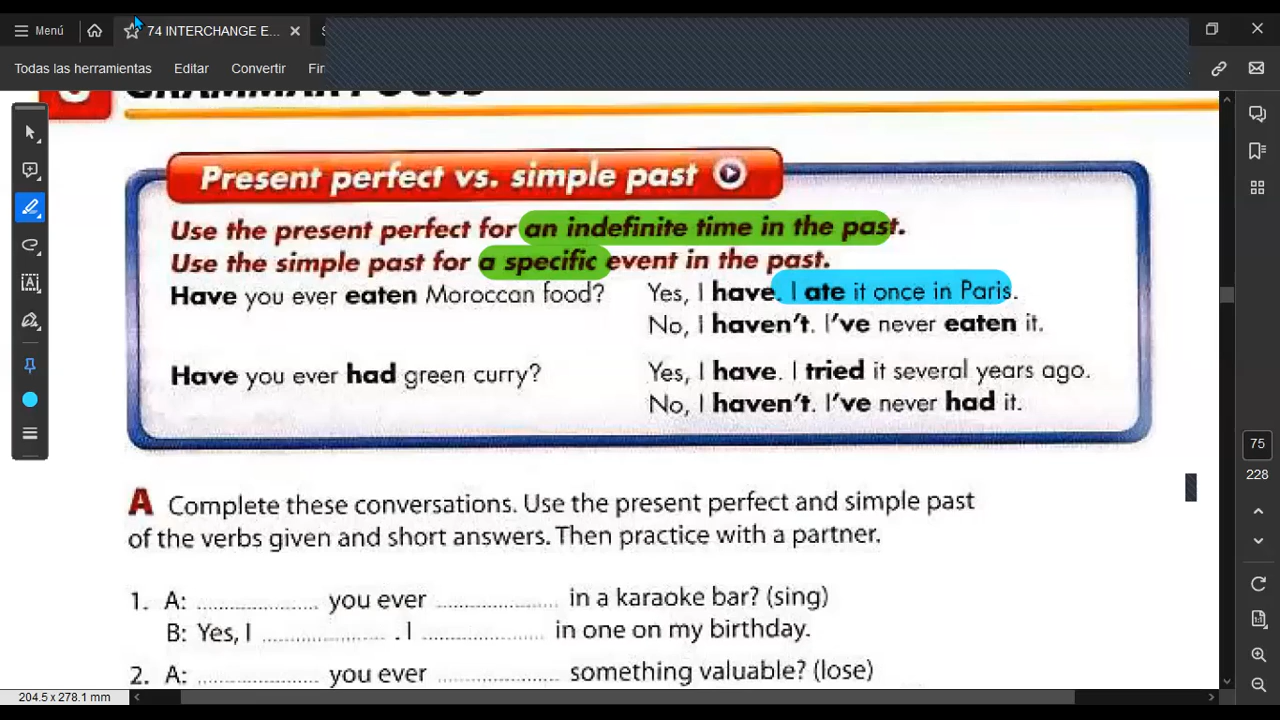 Menú
74 INTERCHANGE E...
Todas las herramientas Editar Convertir Fir
GRAMMAR FOCUS
Present perfect vs. simple past
Use the present perfect for an indefinite time in the past.
Use the simple past for a specific event in the past.
Have you ever eaten Moroccan food? Yes, I have. I ate it once in Paris.
No, I haven't. I've never eaten it.
Have you ever had green curry? Yes, I have. I tried it several years ago.
No, I haven't. I've never had it.
75
228
A Complete these conversations. Use the present perfect and simple past
of the verbs given and short answers. Then practice with a partner.
1. A: .................... you ever .................... in a karaoke bar? (sing)
B: Yes, I .................... . I .................... in one on my birthday.
2. A: .................... you ever .................... something valuable? (lose)
204.5 x 278.1 mm